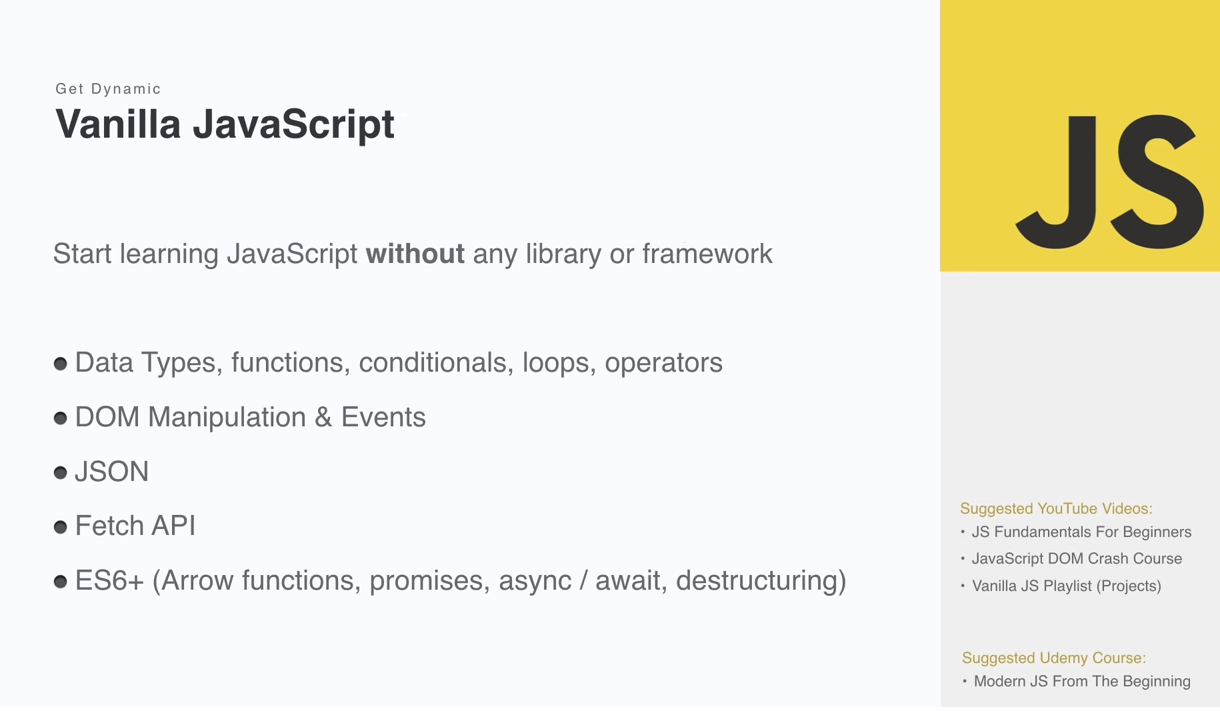 Get Dynamic
Vanilla JavaScript
Start learning JavaScript without any library or framework
• Data Types, functions, conditionals, loops, operators
• DOM Manipulation & Events
• JSON
• Fetch API
• ES6+ (Arrow functions, promises, async / await, destructuring)
JS
Suggested YouTube Videos:
• JS Fundamentals For Beginners
• JavaScript DOM Crash Course
• Vanilla JS Playlist (Projects)
Suggested Udemy Course:
• Modern JS From The Beginning